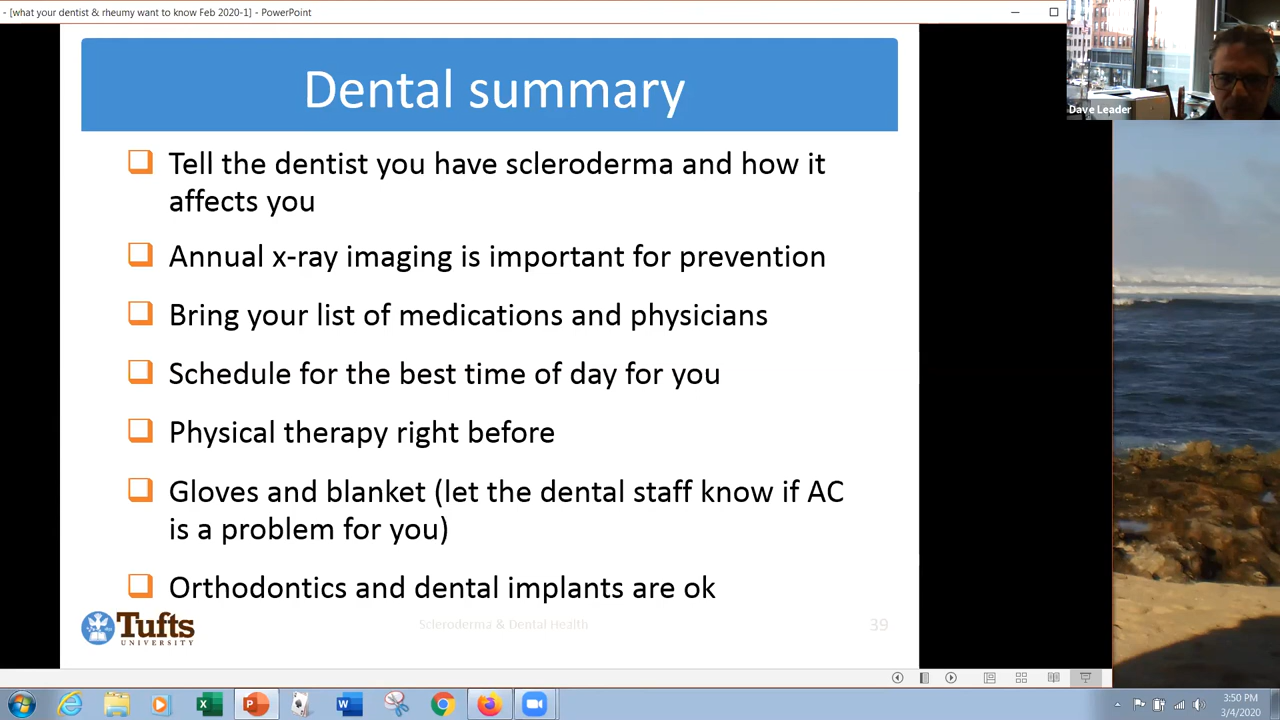 - [what your dentist & rheumy want to know Feb 2020-1] - PowerPoint
Dave Leader
Dental summary
Tell the dentist you have scleroderma and how it
affects you
Annual x-ray imaging is important for prevention
Bring your list of medications and physicians
Schedule for the best time of day for you
Physical therapy right before
Gloves and blanket (let the dental staff know if AC
is a problem for you)
Orthodontics and dental implants are ok
Tufts
UNIVERSITY
Scleroderma & Dental Health
39
3:50 PM
3/4/2020